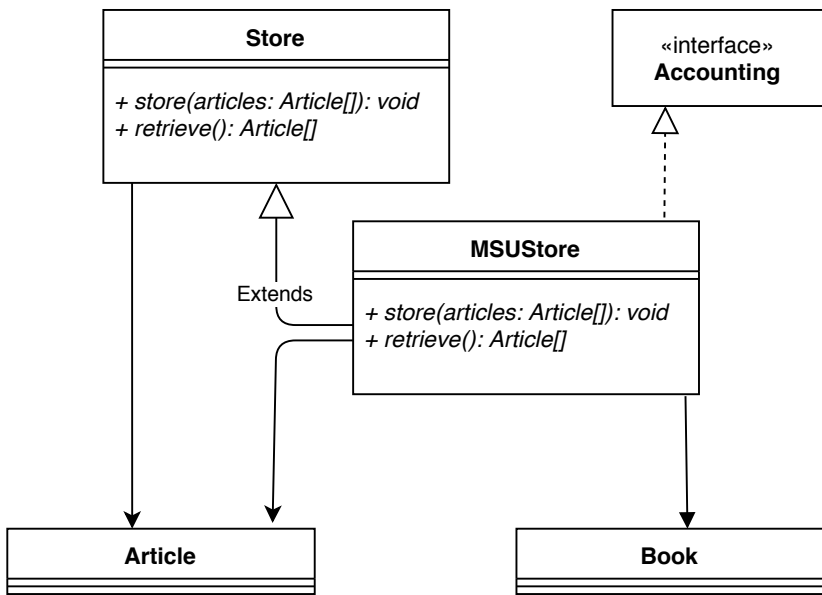 Store
+ store(articles: Article[]): void
+ retrieve(): Article[]
«interface»
Accounting
Extends
MSUStore
+ store(articles: Article[]): void
+ retrieve(): Article[]
Article
Book